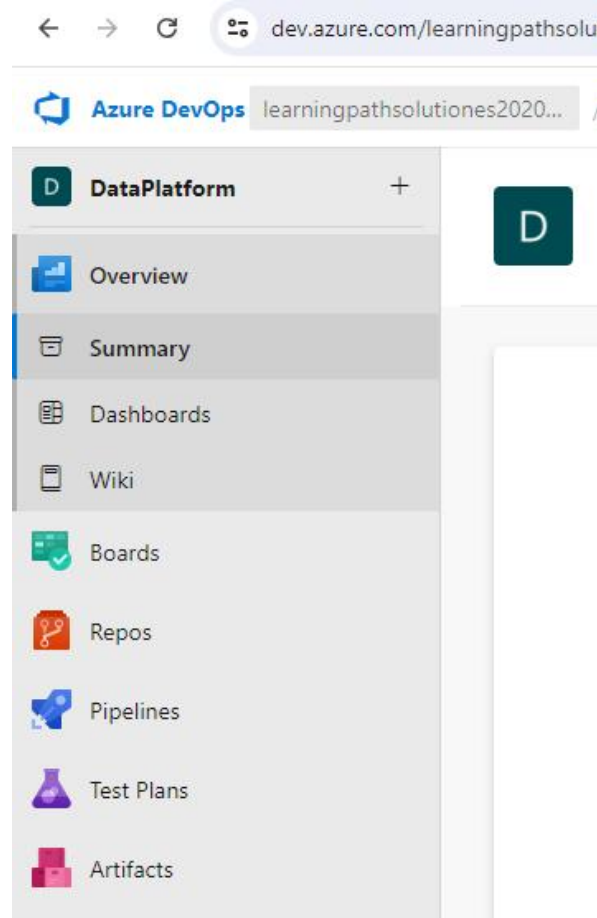 dev.azure.com/learningpathsolu
Azure DevOps learningpathsolutiones2020... /
D DataPlatform +
D
Overview
Summary
Dashboards
Wiki
Boards
Repos
Pipelines
Test Plans
Artifacts